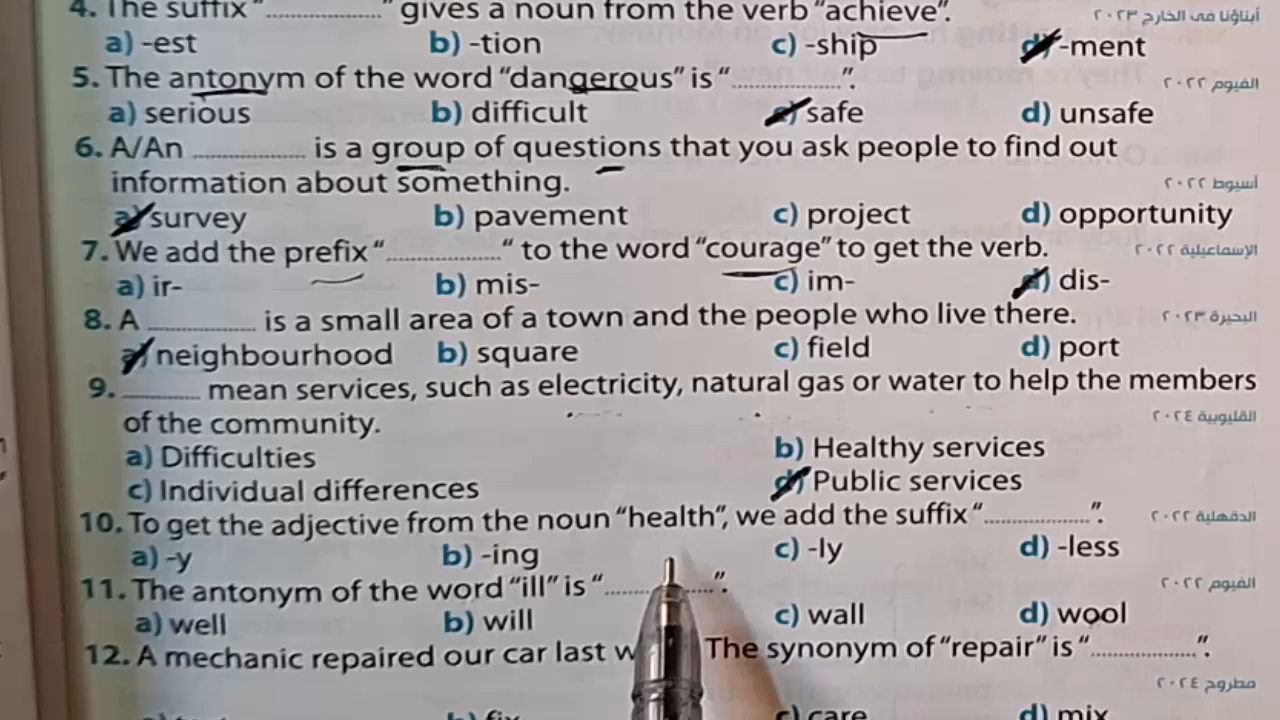 4. The suffix "............" gives a noun from the verb "achieve". أبناؤنا فى الخارج ٢٠٢٣
a) -est b) -tion c) -ship d) -ment
5. The antonym of the word "dangerous" is "............". الفيوم ٢٠٢٢
a) serious b) difficult c) safe d) unsafe
6. A/An ............ is a group of questions that you ask people to find out
information about something. أسيوط ٢٠٢٢
a) survey b) pavement c) project d) opportunity
7. We add the prefix "............" to the word "courage" to get the verb. الإسماعيلية ٢٠٢٢
a) ir- b) mis- c) im- d) dis-
8. A ............ is a small area of a town and the people who live there. البحيرة ٢٠٢٣
a) neighbourhood b) square c) field d) port
9. ............ mean services, such as electricity, natural gas or water to help the members
of the community. القليوبية ٢٠٢٤
a) Difficulties b) Healthy services
c) Individual differences d) Public services
10. To get the adjective from the noun "health", we add the suffix "............". الدقهلية ٢٠٢٢
a) -y b) -ing c) -ly d) -less
11. The antonym of the word "ill" is "............". الفيوم ٢٠٢٢
a) well b) will c) wall d) wool
12. A mechanic repaired our car last The synonym of "repair" is "............".
مطروح ٢٠٢٤
b) fix c) care d) mix